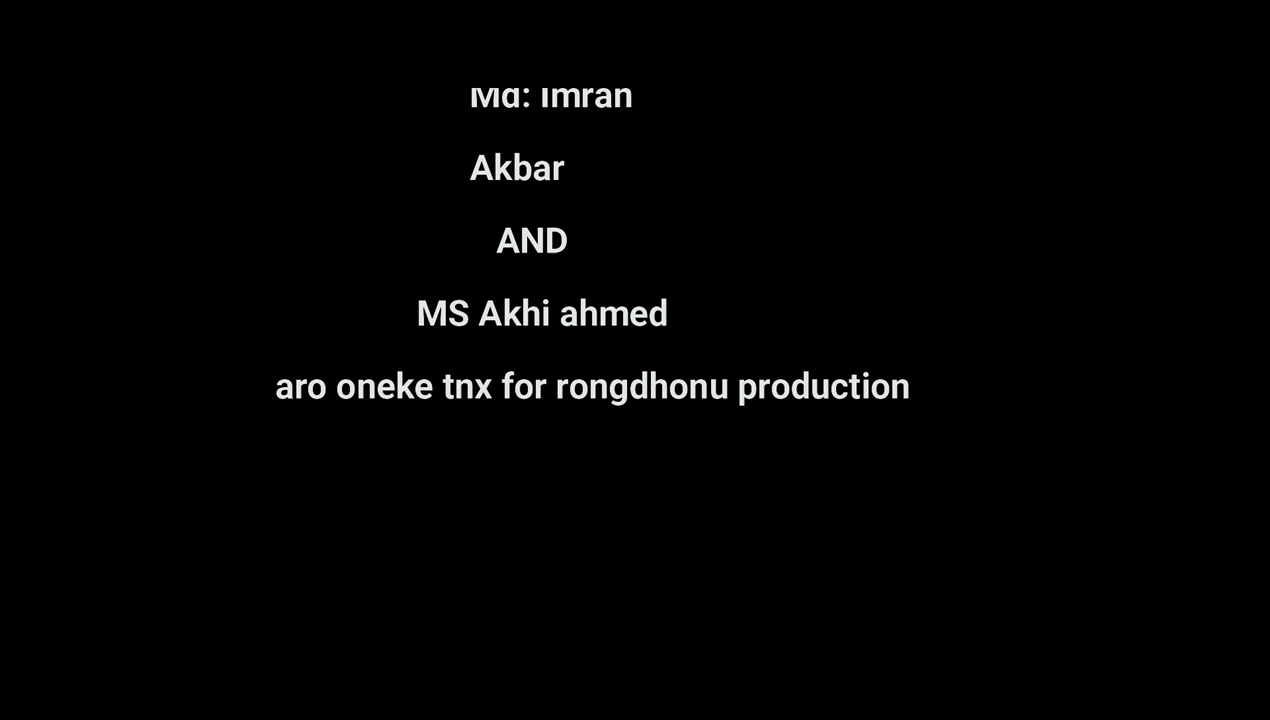 Md: Imran
Akbar
AND
MS Akhi ahmed
aro oneke tnx for rongdhonu production